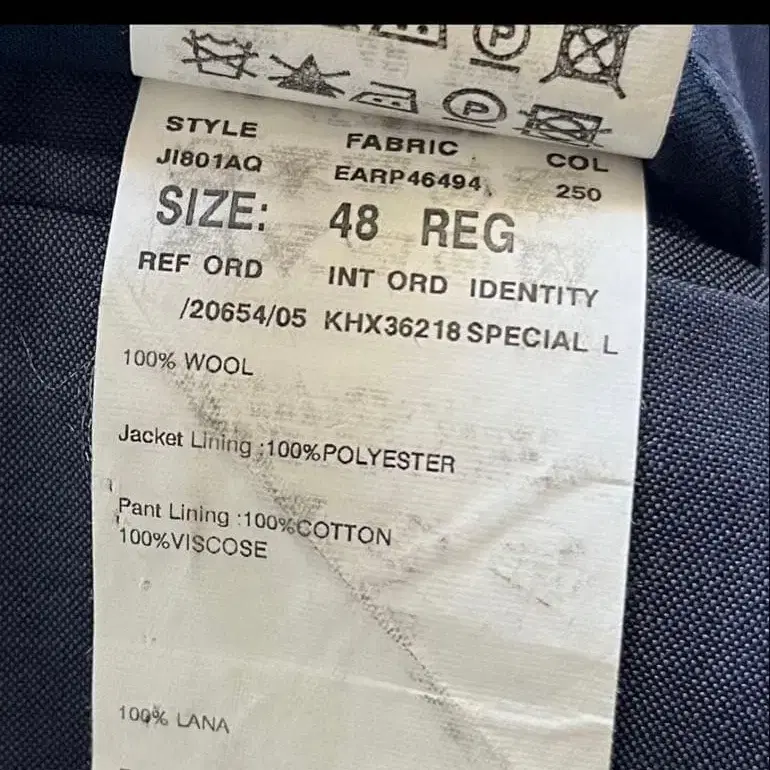 STYLE FABRIC COL
JI801AQ EARP46494 250
SIZE: 48 REG
REF ORD INT ORD IDENTITY
/20654/05 KHX36218 SPECIAL L
100% WOOL
Jacket Lining :100%POLYESTER
Pant Lining :100%COTTON
100%VISCOSE
100% LANA